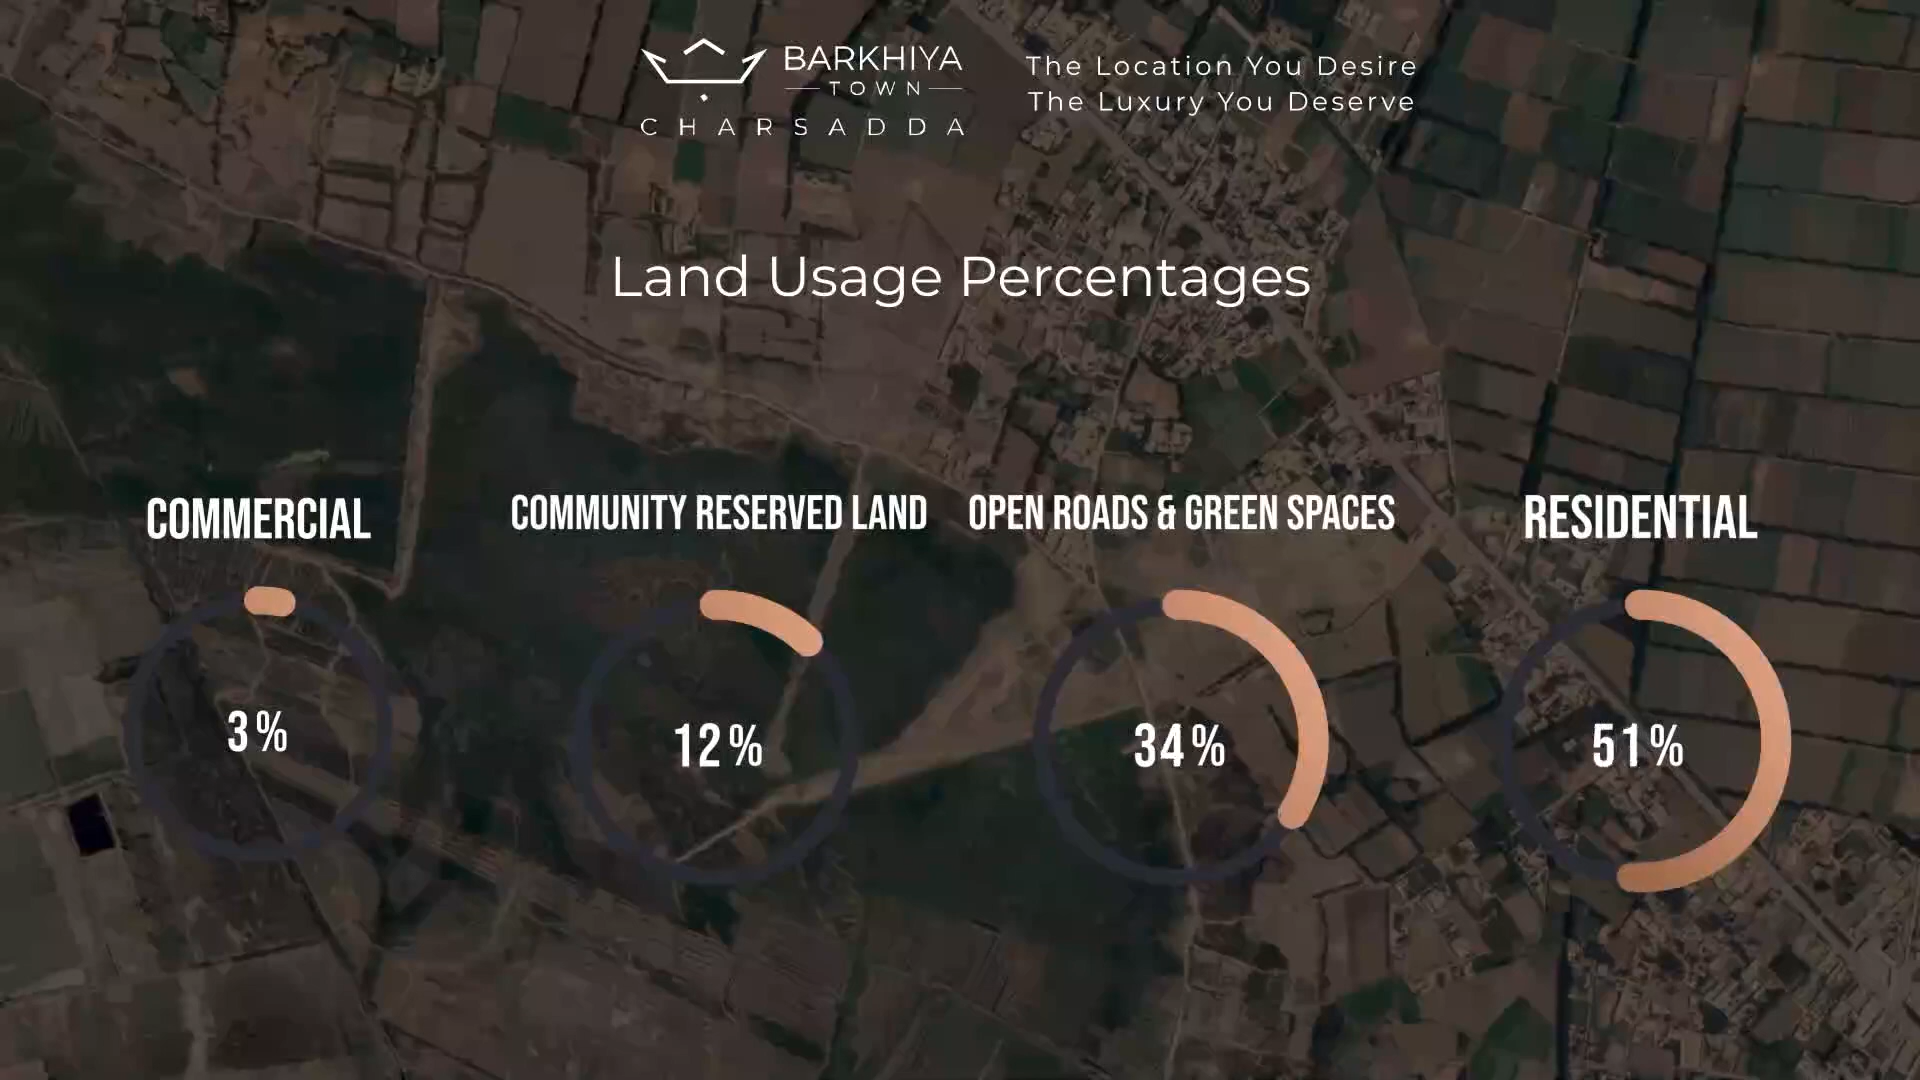 BARKHIYA
TOWN
CHARSADDA
The Location You Desire
The Luxury You Deserve
Land Usage Percentages
COMMERCIAL
3%
COMMUNITY RESERVED LAND
12%
OPEN ROADS & GREEN SPACES
34%
RESIDENTIAL
51%